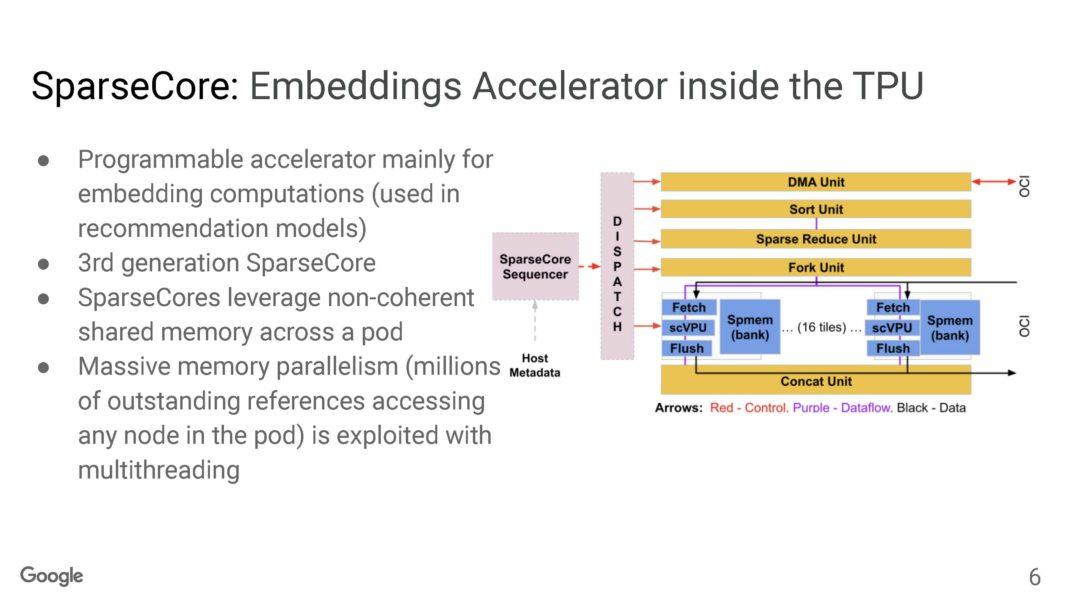 SparseCore: Embeddings Accelerator inside the TPU
● Programmable accelerator mainly for
embedding computations (used in
recommendation models)
● 3rd generation SparseCore
● SparseCores leverage non-coherent
shared memory across a pod
● Massive memory parallelism (millions
of outstanding references accessing
any node in the pod) is exploited with
multithreading
SparseCore
Sequencer
Host
Metadata
DISPATCH
DMA Unit
OCI
Sort Unit
Sparse Reduce Unit
Fork Unit
Fetch
scVPU
Flush
Spmem
(bank)
... (16 tiles) ...
Fetch
scVPU
Flush
Spmem
(bank)
OCI
Concat Unit
Arrows: Red - Control. Purple - Dataflow. Black - Data
Google
6